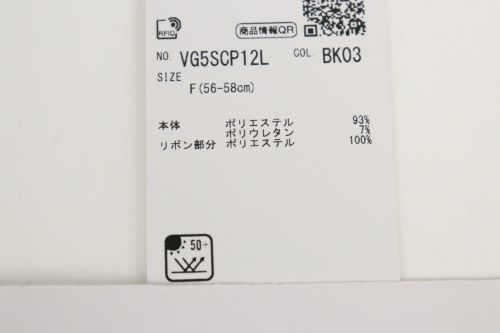 RFID 商品情報QR
NO. VG5SCP12L COL. BK03
SIZE
F(56-58cm)
本体 ポリエステル 93%
ポリウレタン 7%
リボン部分 ポリエステル 100%
50+